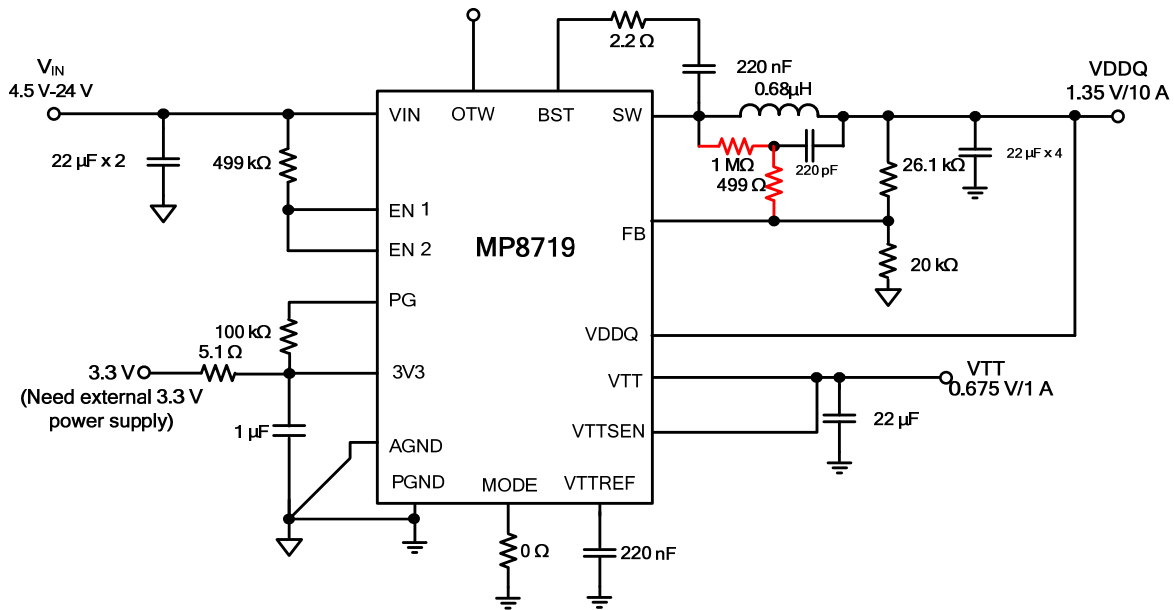 2.2 Ω
VIN
4.5 V-24 V
220 nF
0.68µH
VDDQ
1.35 V/10 A
VIN
OTW
BST
SW
22 µF x 2
499 kΩ
1 MΩ
499 Ω
220 pF
26.1 kΩ
22 µF x 4
EN 1
EN 2
FB
MP8719
20 kΩ
PG
100 kΩ
5.1 Ω
VDDQ
3.3 V
(Need external 3.3 V
power supply)
3V3
VTT
VTT
0.675 V/1 A
1 µF
AGND
VTTSEN
22 µF
PGND
MODE
VTTREF
0 Ω
220 nF